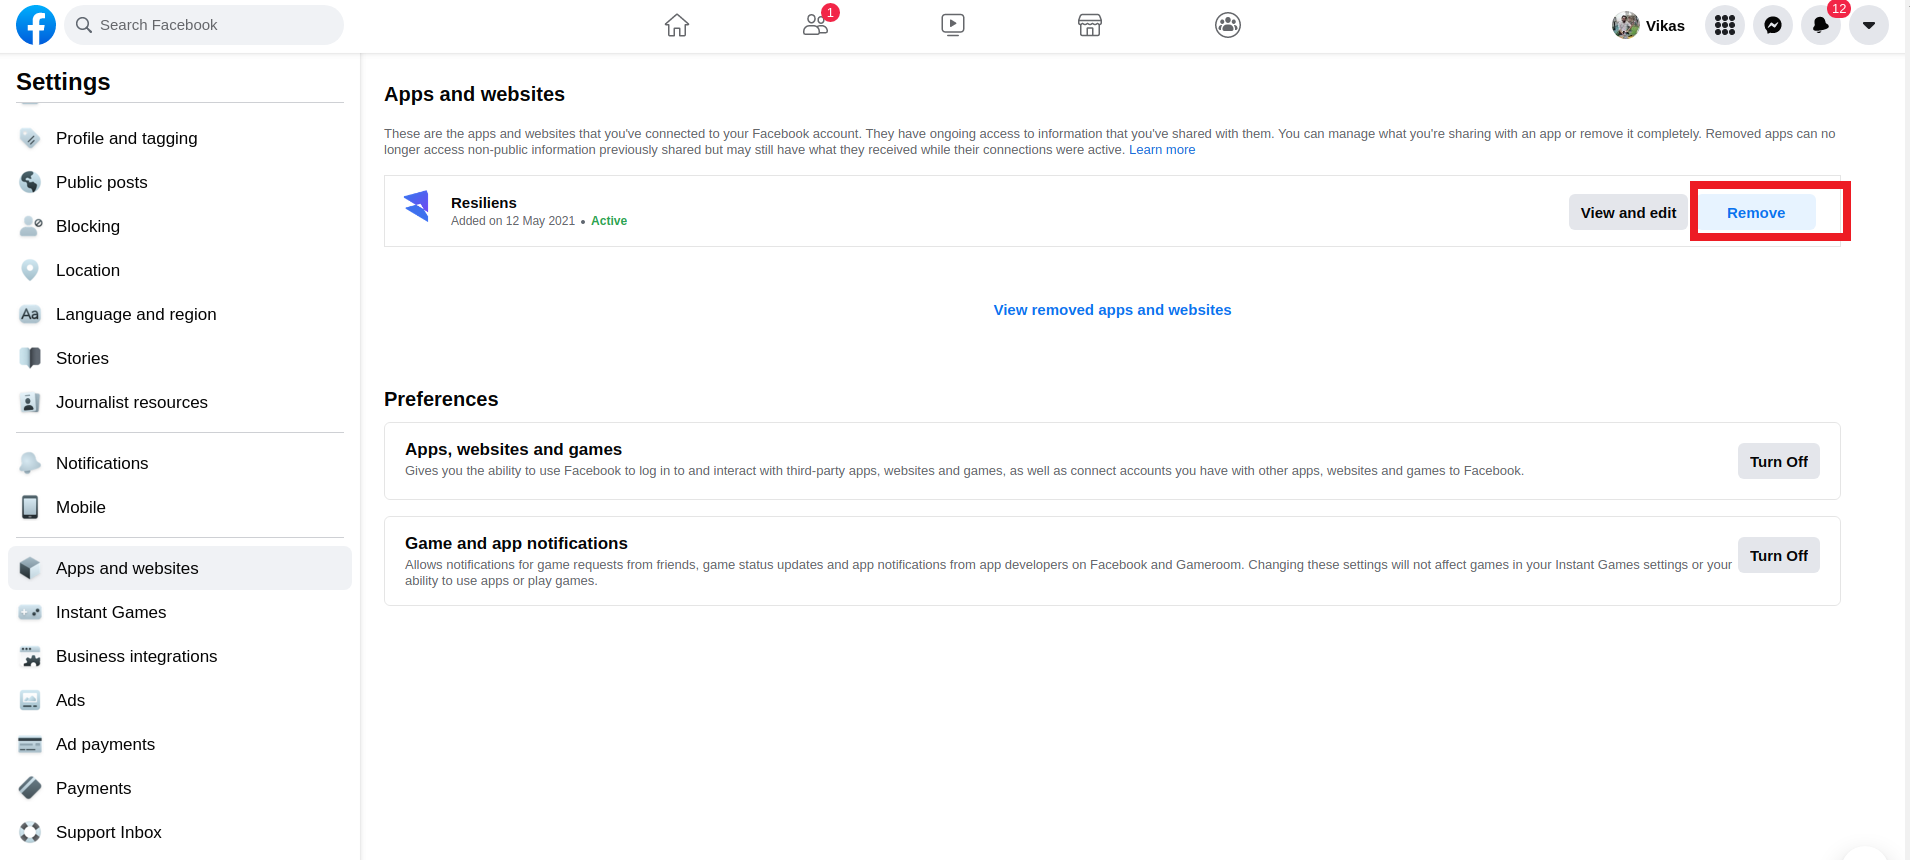 Search Facebook
1
Vikas
12
Settings
Profile and tagging
Public posts
Blocking
Location
Aa
Language and region
Stories
Journalist resources
Notifications
Mobile
Apps and websites
Instant Games
Business integrations
Ads
Ad payments
Payments
Support Inbox
Apps and websites
These are the apps and websites that you've connected to your Facebook account. They have ongoing access to information that you've shared with them. You can manage what you're sharing with an app or remove it completely. Removed apps can no
longer access non-public information previously shared but may still have what they received while their connections were active. Learn more
Resiliens
Added on 12 May 2021 • Active
View and edit
Remove
View removed apps and websites
Preferences
Apps, websites and games
Gives you the ability to use Facebook to log in to and interact with third-party apps, websites and games, as well as connect accounts you have with other apps, websites and games to Facebook.
Turn Off
Game and app notifications
Allows notifications for game requests from friends, game status updates and app notifications from app developers on Facebook and Gameroom. Changing these settings will not affect games in your Instant Games settings or your
ability to use apps or play games.
Turn Off